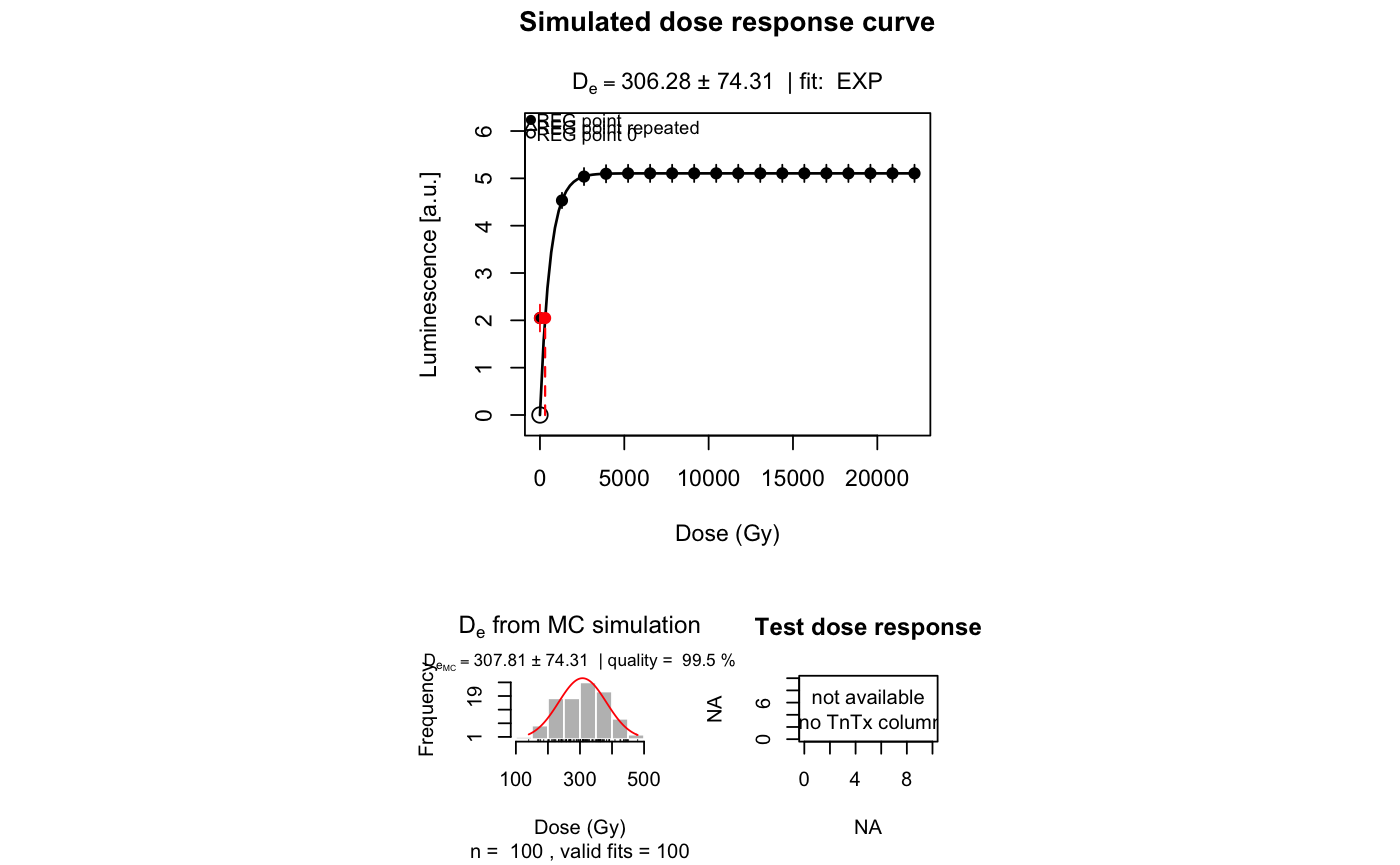 Simulated dose response curve
De = 306.28 ± 74.31 | fit: EXP
REG point
REG point repeated
REG point 0
Luminescence [a.u.]
6
5
4
3
2
1
0
0 5000 10000 15000 20000
Dose (Gy)
De from MC simulation
DeMC = 307.81 ± 74.31 | quality = 99.5 %
Frequency
19
1
100 300 500
Dose (Gy)
n = 100 , valid fits = 100
Test dose response
NA
6
0
not available
no TnTx column
0 4 8
NA